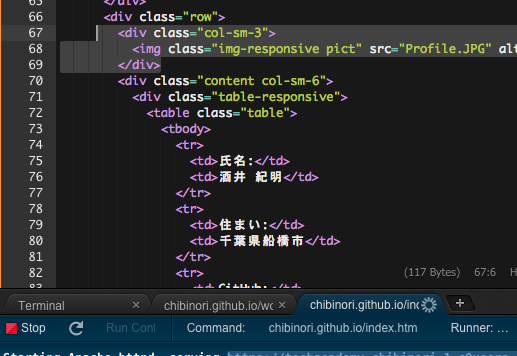 65 </div>
66 <div class="row">
67 <div class="col-sm-3">
68 <img class="img-responsive pict" src="Profile.JPG" alt
69 </div>
70 <div class="content col-sm-6">
71 <div class="table-responsive">
72 <table class="table">
73 <tbody>
74 <tr>
75 <td>氏名:</td>
76 <td>酒井 紀明</td>
77 </tr>
78 <tr>
79 <td>住まい:</td>
80 <td>千葉県船橋市</td>
81 </tr>
82 <tr>
83 <td>GitHub:</td>
(117 Bytes) 67:6 H
Terminal × chibinori.github.io/wo × chibinori.github.io/ind +
Stop Run Cont Command: chibinori.github.io/index.htm Runner: ...
Starting Apache httpd, serving